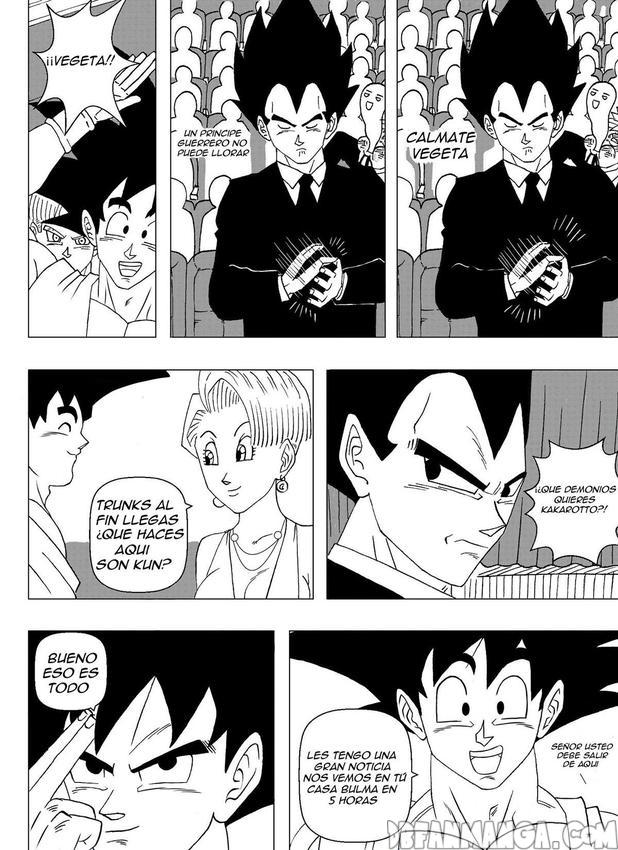 CALMATE
VEGETA
UN PRINCIPE
GUERRERO NO
PUEDE LLORAR
¡¡VEGETA!!
¡¡QUE DEMONIOS
QUIERES
KAKAROTTO?!
TRUNKS AL
FIN LLEGAS
¿QUE HACES
AQUI
SON KUN?
SEÑOR USTED
DEBE SALIR
DE AQUI
LES TENGO UNA
GRAN NOTICIA
NOS VEMOS EN TÚ
CASA BULMA EN
5 HORAS
BUENO
ESO ES
TODO
DBFANMANGA.COM